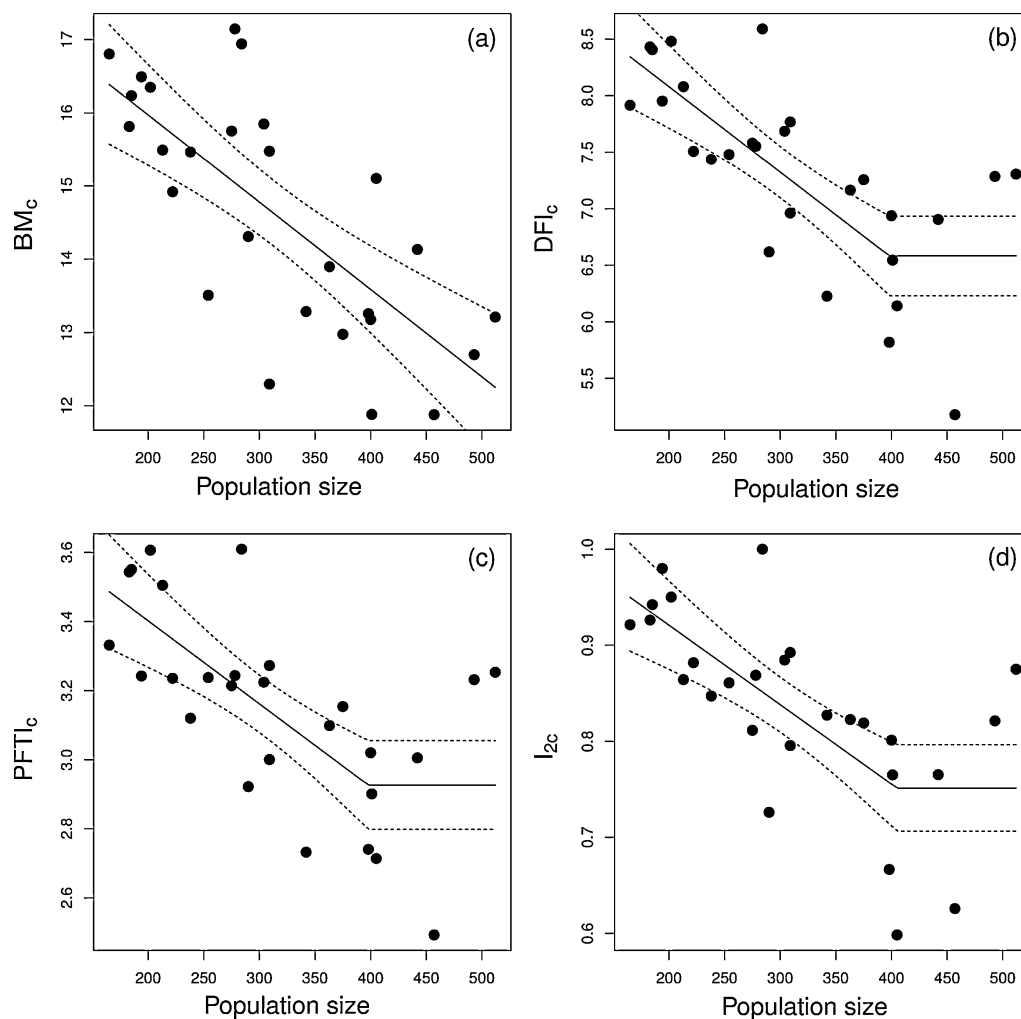 (a)
BMc
17
16
15
14
13
12
200 250 300 350 400 450 500
Population size
(b)
DFIc
8.5
8.0
7.5
7.0
6.5
6.0
5.5
200 250 300 350 400 450 500
Population size
(c)
PFTIc
3.6
3.4
3.2
3.0
2.8
2.6
200 250 300 350 400 450 500
Population size
(d)
I2c
1.0
0.9
0.8
0.7
0.6
200 250 300 350 400 450 500
Population size